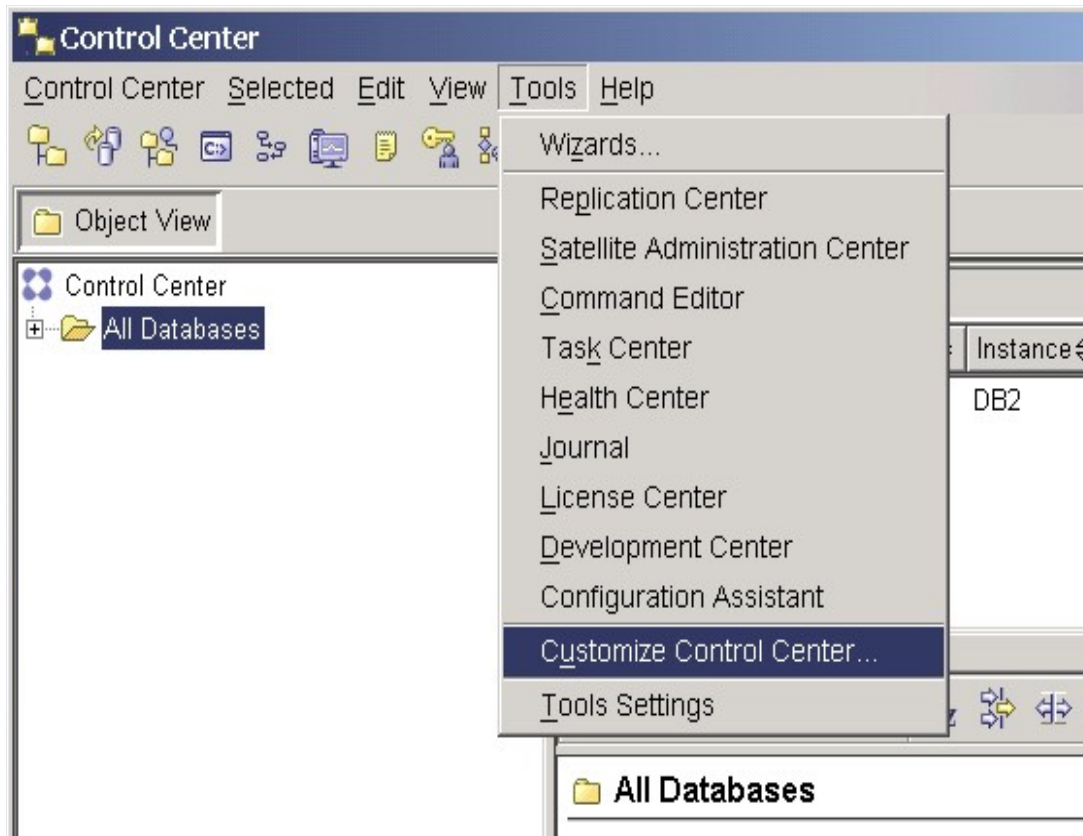 Control Center
Control Center Selected Edit View Tools Help
Wizards...
Replication Center
Satellite Administration Center
Command Editor
Task Center
Health Center
Journal
License Center
Development Center
Configuration Assistant
Customize Control Center...
Tools Settings
Object View
Control Center
All Databases
Instance
DB2
All Databases